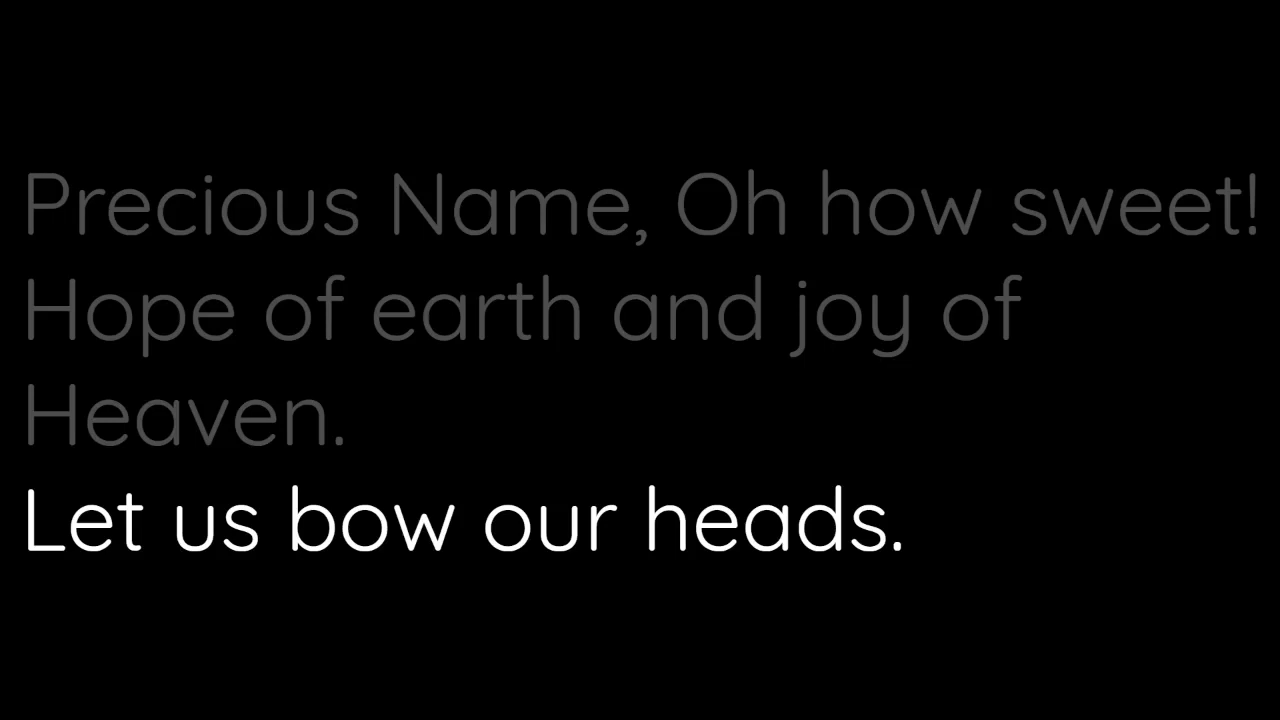 Precious Name, Oh how sweet!
Hope of earth and joy of
Heaven.
Let us bow our heads.